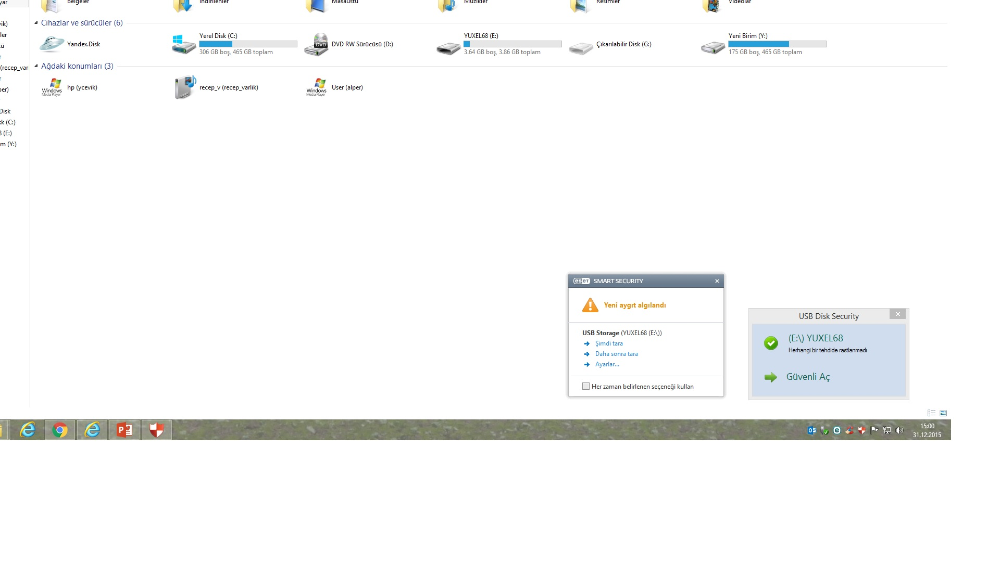 yar
Belgeler
İndirilenler
Masaüstü
Müzikler
Resimler
Videolar
Cihazlar ve sürücüler (6)
Yandex.Disk
Yerel Disk (C:)
306 GB boş, 465 GB toplam
DVD
DVD RW Sürücüsü (D:)
YUXEL68 (E:)
3.64 GB boş, 3.86 GB toplam
Çıkarılabilir Disk (G:)
Yeni Birim (Y:)
175 GB boş, 465 GB toplam
Ağdaki konumları (3)
Windows
Media Player
hp (ycevik)
recep_v (recep_varlik)
Windows
Media Player
User (alper)
vik)
ler
cü
r
(recep_var
r
per)
Disk
sk (C:)
8 (E:)
m (Y:)
eset SMART SECURITY
Yeni aygıt algılandı
USB Storage (YUXEL68 (E:\))
Şimdi tara
Daha sonra tara
Ayarlar...
Her zaman belirlenen seçeneği kullan
USB Disk Security
(E:\) YUXEL68
Herhangi bir tehdide rastlanmadı
Güvenli Aç
15:00
31.12.2015